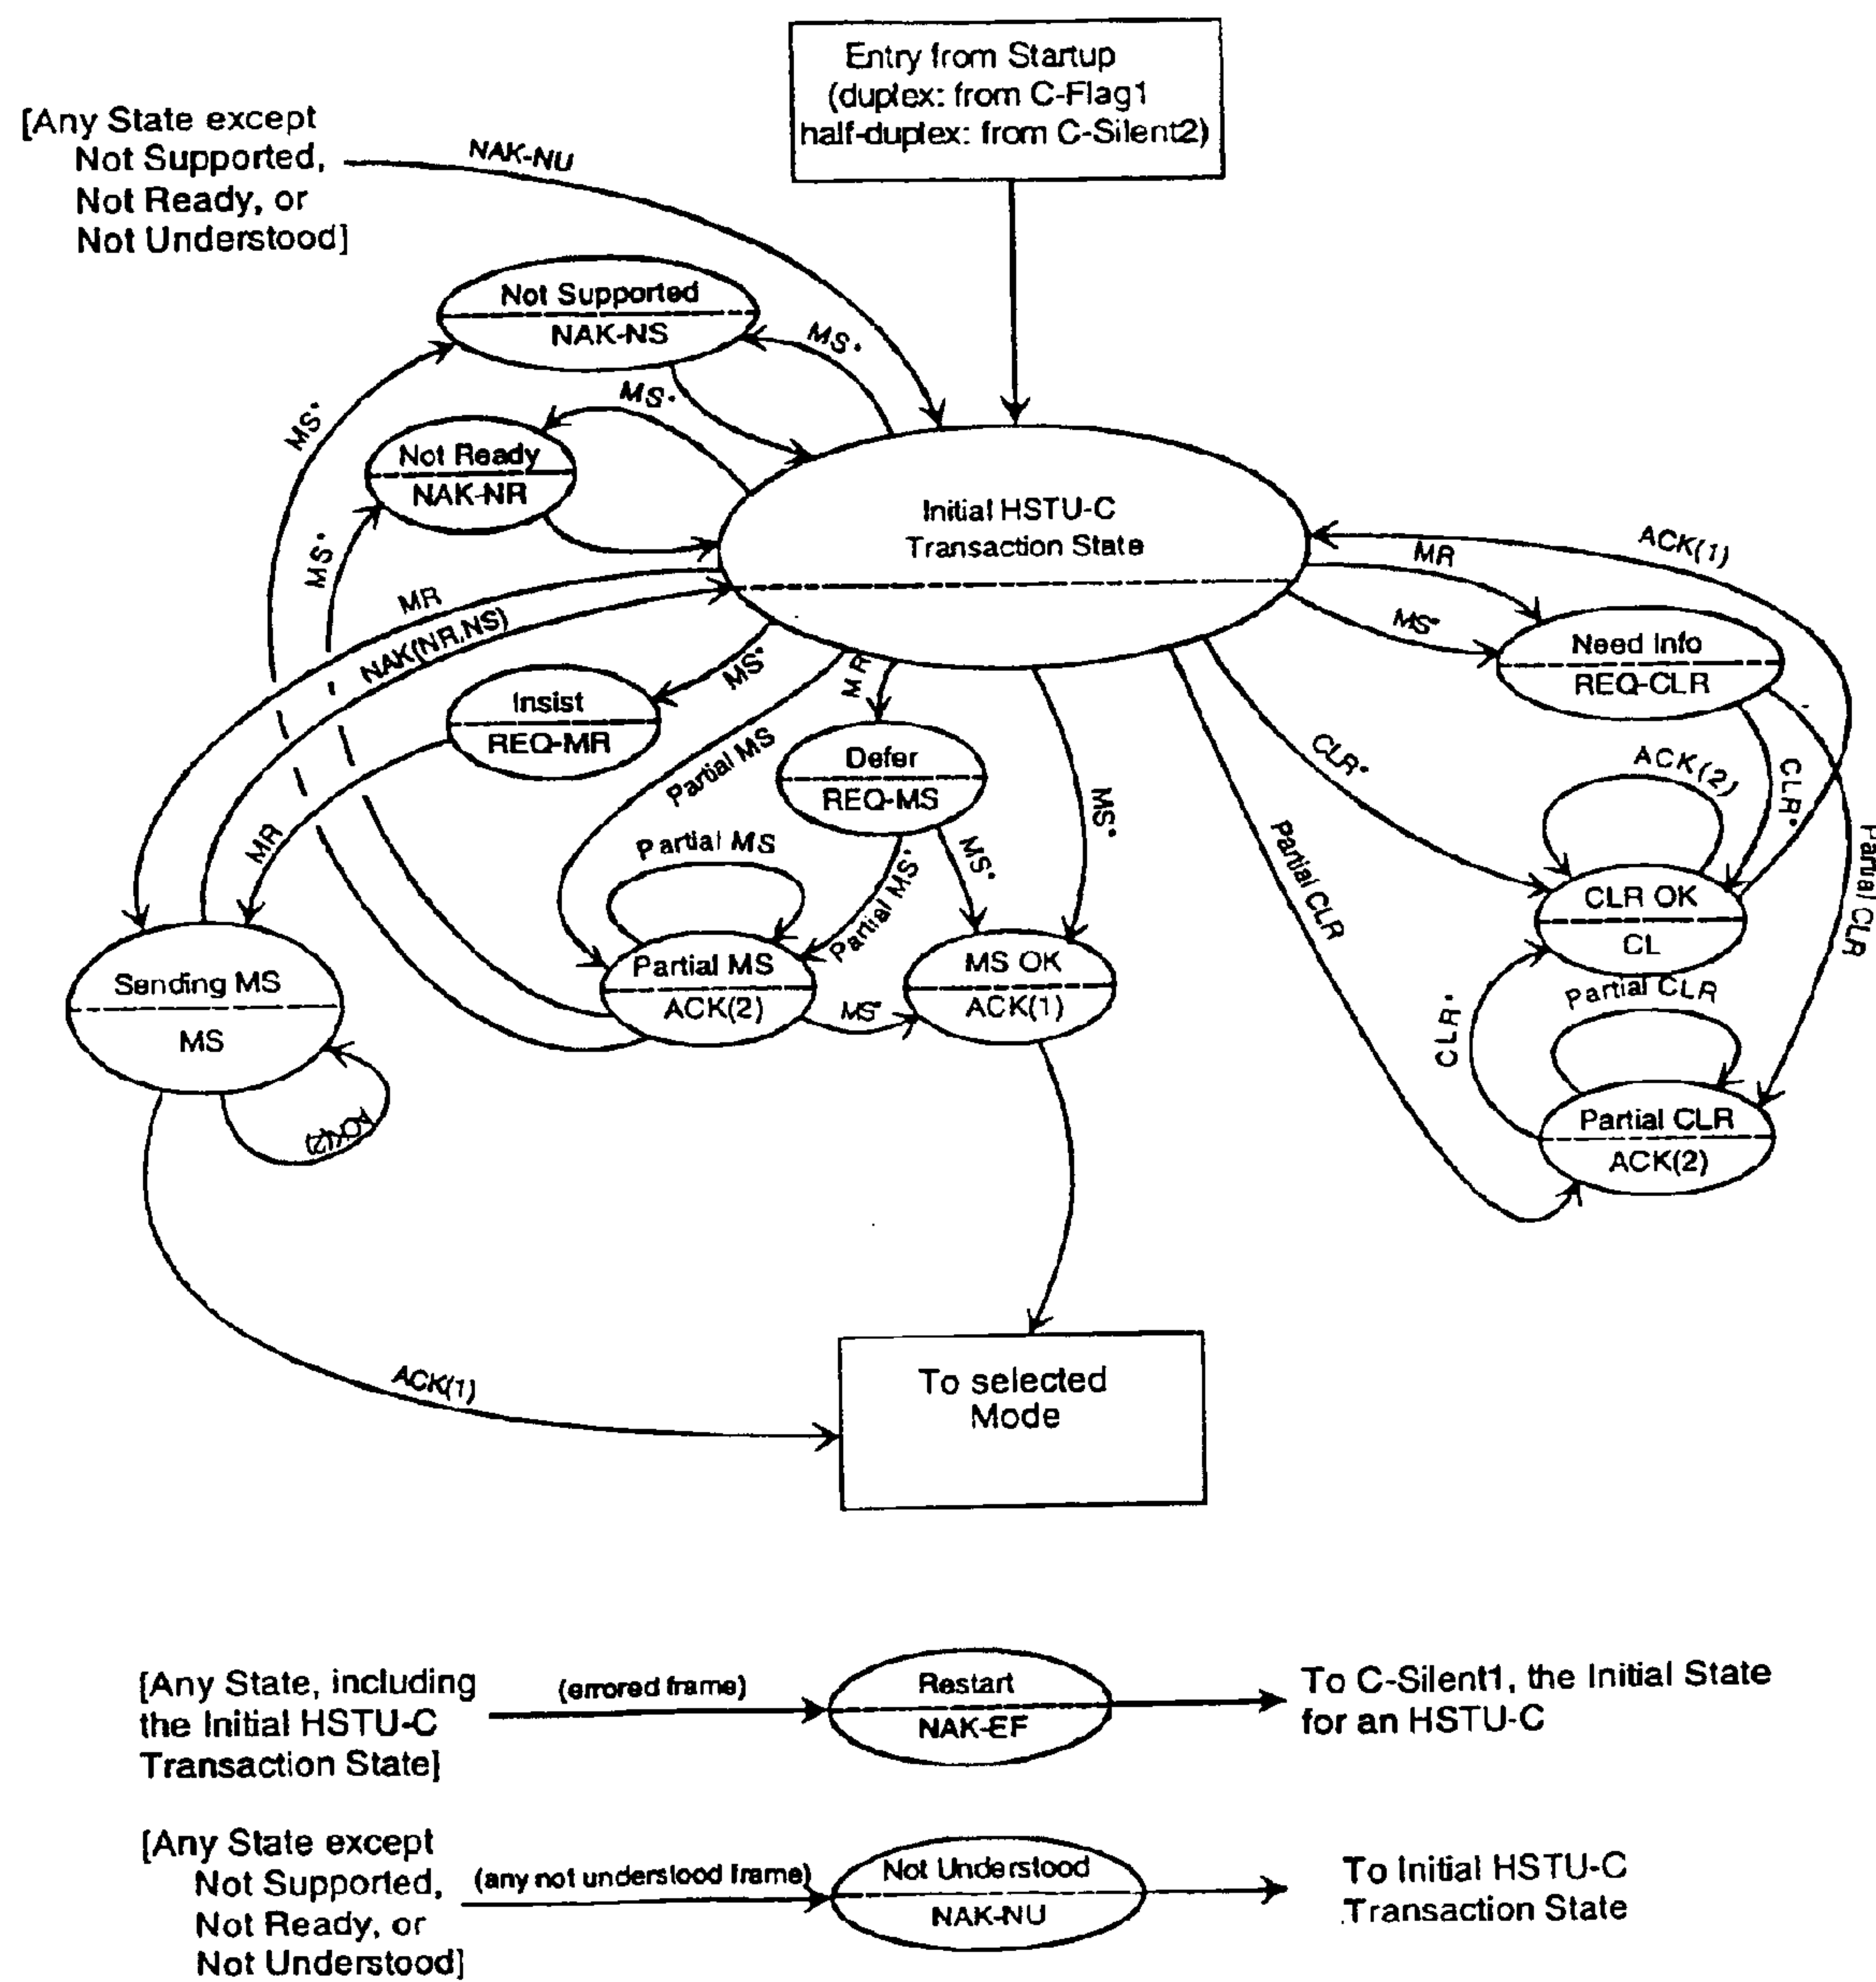 Entry from Startup
(duplex: from C-Flag1
half-duplex: from C-Silent2)
[Any State except
Not Supported,
Not Ready, or
Not Understood]
NAK-NU
Not Supported
NAK-NS
MS*
MS*
MS*
Not Ready
NAK-NR
MS*
Initial HSTU-C
Transaction State
MR
NAK(NR,NS)
MR
ACK(1)
MS*
Need Info
REQ-CLR
Insist
REQ-MR
MS*
MR
Partial MS
Defer
REQ-MS
MS*
CLR*
ACK(2)
CLR*
Partial CLR
Partial CLR
MR
Partial MS
MS*
Partial MS*
CLR OK
CL
Sending MS
MS
Partial MS
ACK(2)
MS*
MS OK
ACK(1)
Partial CLR
CLR*
Partial CLR
ACK(2)
ACK(1)
To selected
Mode
[Any State, including
the Initial HSTU-C
Transaction State]
(errored frame)
Restart
NAK-EF
To C-Silent1, the Initial State
for an HSTU-C
[Any State except
Not Supported,
Not Ready, or
Not Understood]
(any not understood frame)
Not Understood
NAK-NU
To Initial HSTU-C
Transaction State